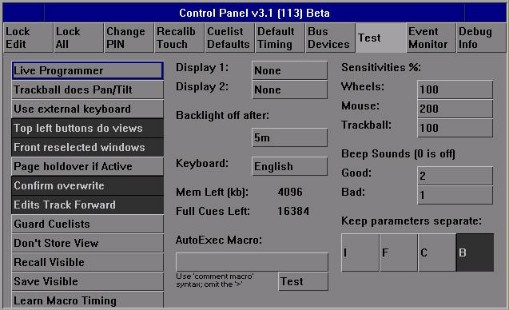 Control Panel v3.1 (113) Beta
Lock Edit
Lock All
Change PIN
Recalib Touch
Cuelist Defaults
Default Timing
Bus Devices
Test
Event Monitor
Debug Info
Live Programmer
Trackball does Pan/Tilt
Use external keyboard
Top left buttons do views
Front reselected windows
Page holdover if Active
Confirm overwrite
Edits Track Forward
Guard Cuelists
Don't Store View
Recall Visible
Save Visible
Learn Macro Timing
Display 1: None
Display 2: None
Backlight off after:
5m
Keyboard: English
Mem Left (kb): 4096
Full Cues Left: 16384
AutoExec Macro:
Use 'comment macro'
syntax; omit the '>'
Test
Sensitivities %:
Wheels: 100
Mouse: 200
Trackball: 100
Beep Sounds (0 is off)
Good: 2
Bad: 1
Keep parameters separate:
I F C B